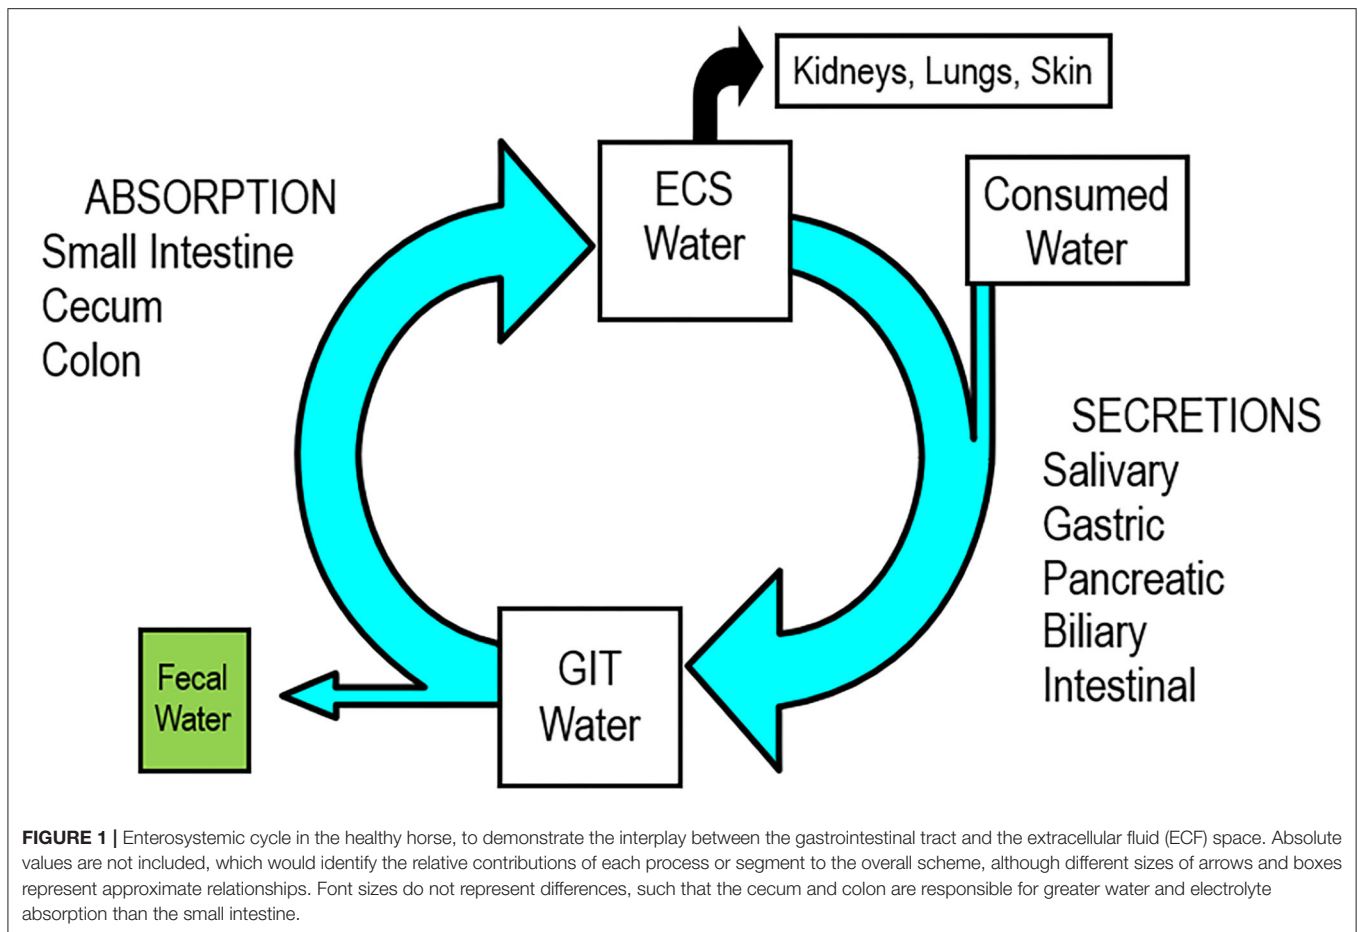 Kidneys, Lungs, Skin
ECS
Water
Consumed
Water
ABSORPTION
Small Intestine
Cecum
Colon
SECRETIONS
Salivary
Gastric
Pancreatic
Biliary
Intestinal
GIT
Water
Fecal
Water
FIGURE 1 | Enterosystemic cycle in the healthy horse, to demonstrate the interplay between the gastrointestinal tract and the extracellular fluid (ECF) space. Absolute
values are not included, which would identify the relative contributions of each process or segment to the overall scheme, although different sizes of arrows and boxes
represent approximate relationships. Font sizes do not represent differences, such that the cecum and colon are responsible for greater water and electrolyte
absorption than the small intestine.